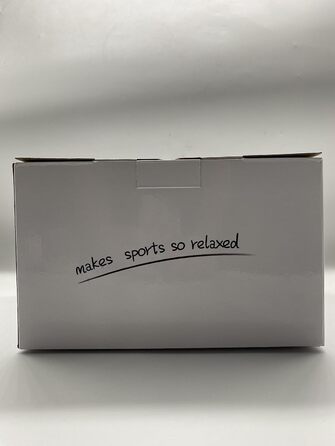 makes sports so relaxed